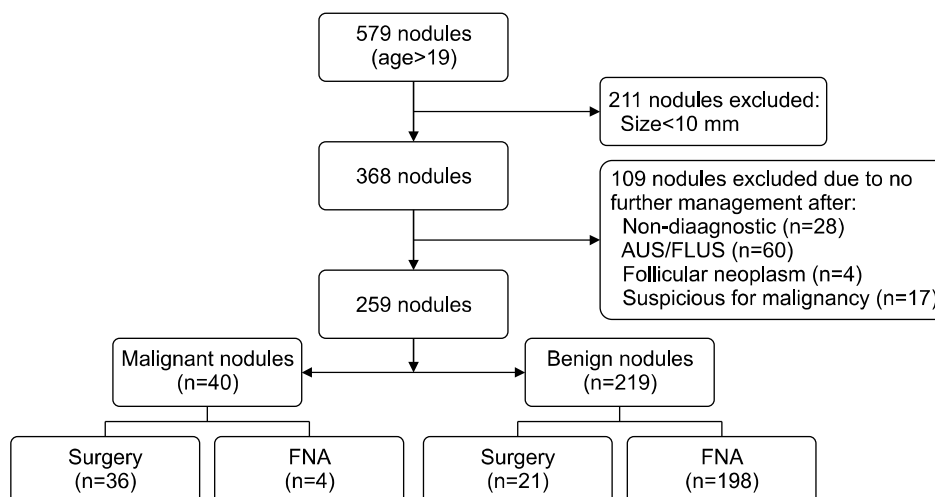 579 nodules
(age>19)
211 nodules excluded:
Size<10 mm
368 nodules
109 nodules excluded due to no
further management after:
Non-diaagnostic (n=28)
AUS/FLUS (n=60)
Follicular neoplasm (n=4)
Suspicious for malignancy (n=17)
259 nodules
Malignant nodules
(n=40)
Benign nodules
(n=219)
Surgery
(n=36)
FNA
(n=4)
Surgery
(n=21)
FNA
(n=198)